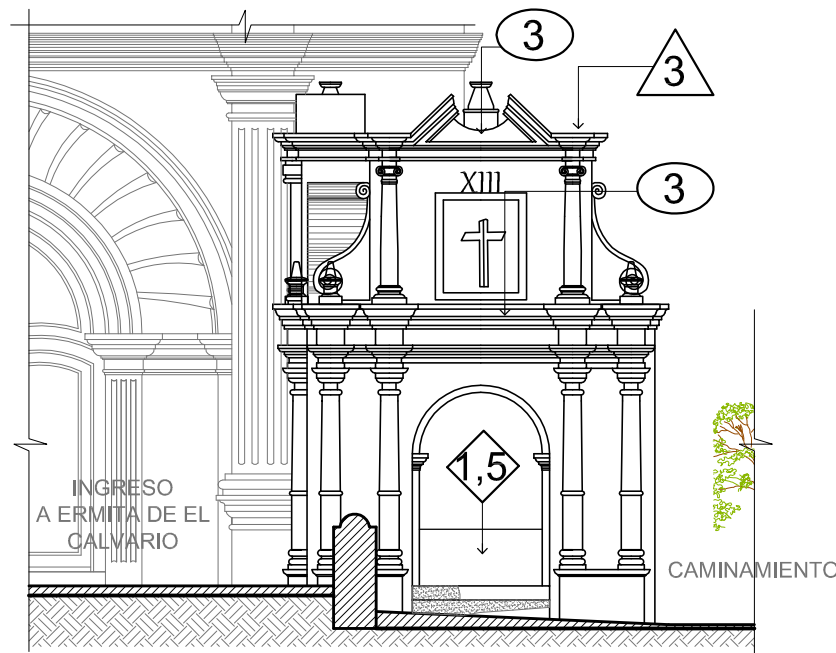 3
3
XIII
3
1,5
INGRESO
A ERMITA DE EL
CALVARIO
CAMINAMIENTO